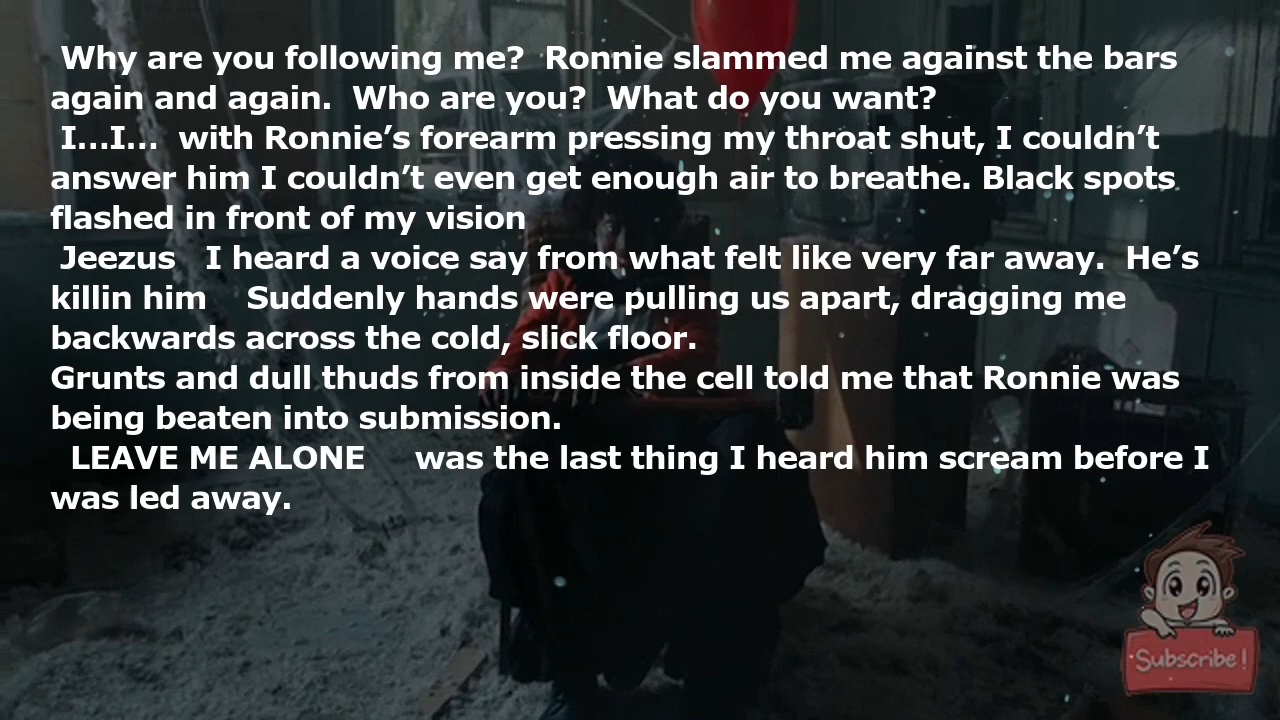 Why are you following me?  Ronnie slammed me against the bars
again and again.  Who are you?  What do you want?
I...I...  with Ronnie’s forearm pressing my throat shut, I couldn’t
answer him I couldn’t even get enough air to breathe. Black spots
flashed in front of my vision
Jeezus   I heard a voice say from what felt like very far away.  He’s
killin him    Suddenly hands were pulling us apart, dragging me
backwards across the cold, slick floor.
Grunts and dull thuds from inside the cell told me that Ronnie was
being beaten into submission.
LEAVE ME ALONE     was the last thing I heard him scream before I
was led away.
Subscribe!